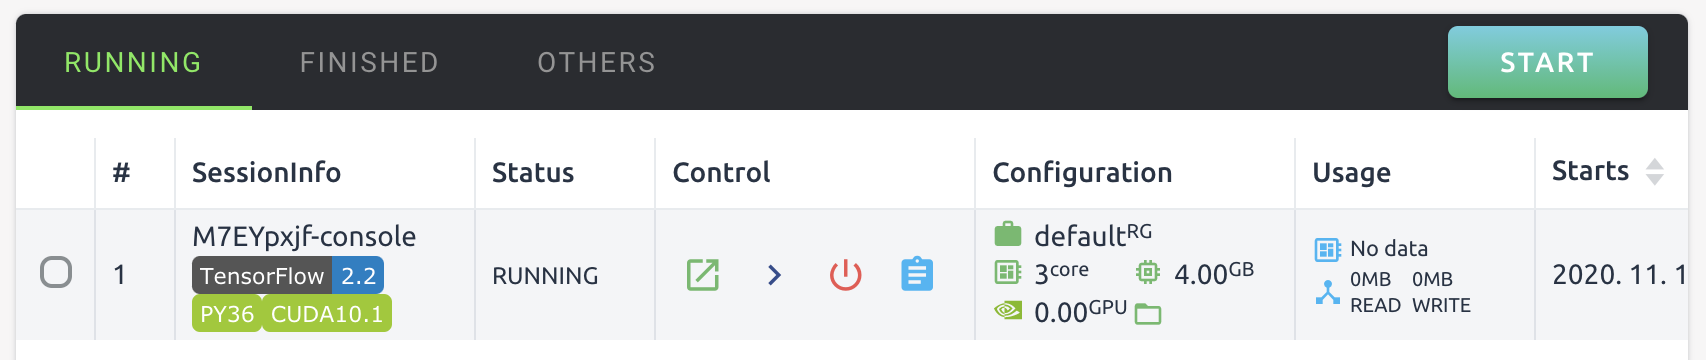 RUNNING FINISHED OTHERS START
# SessionInfo Status Control Configuration Usage Starts
1 M7EYpxjf-console RUNNING defaultRG No data 2020. 11. 1
TensorFlow 2.2 3core 4.00GB 0MB 0MB
PY36 CUDA10.1 0.00GPU READ WRITE